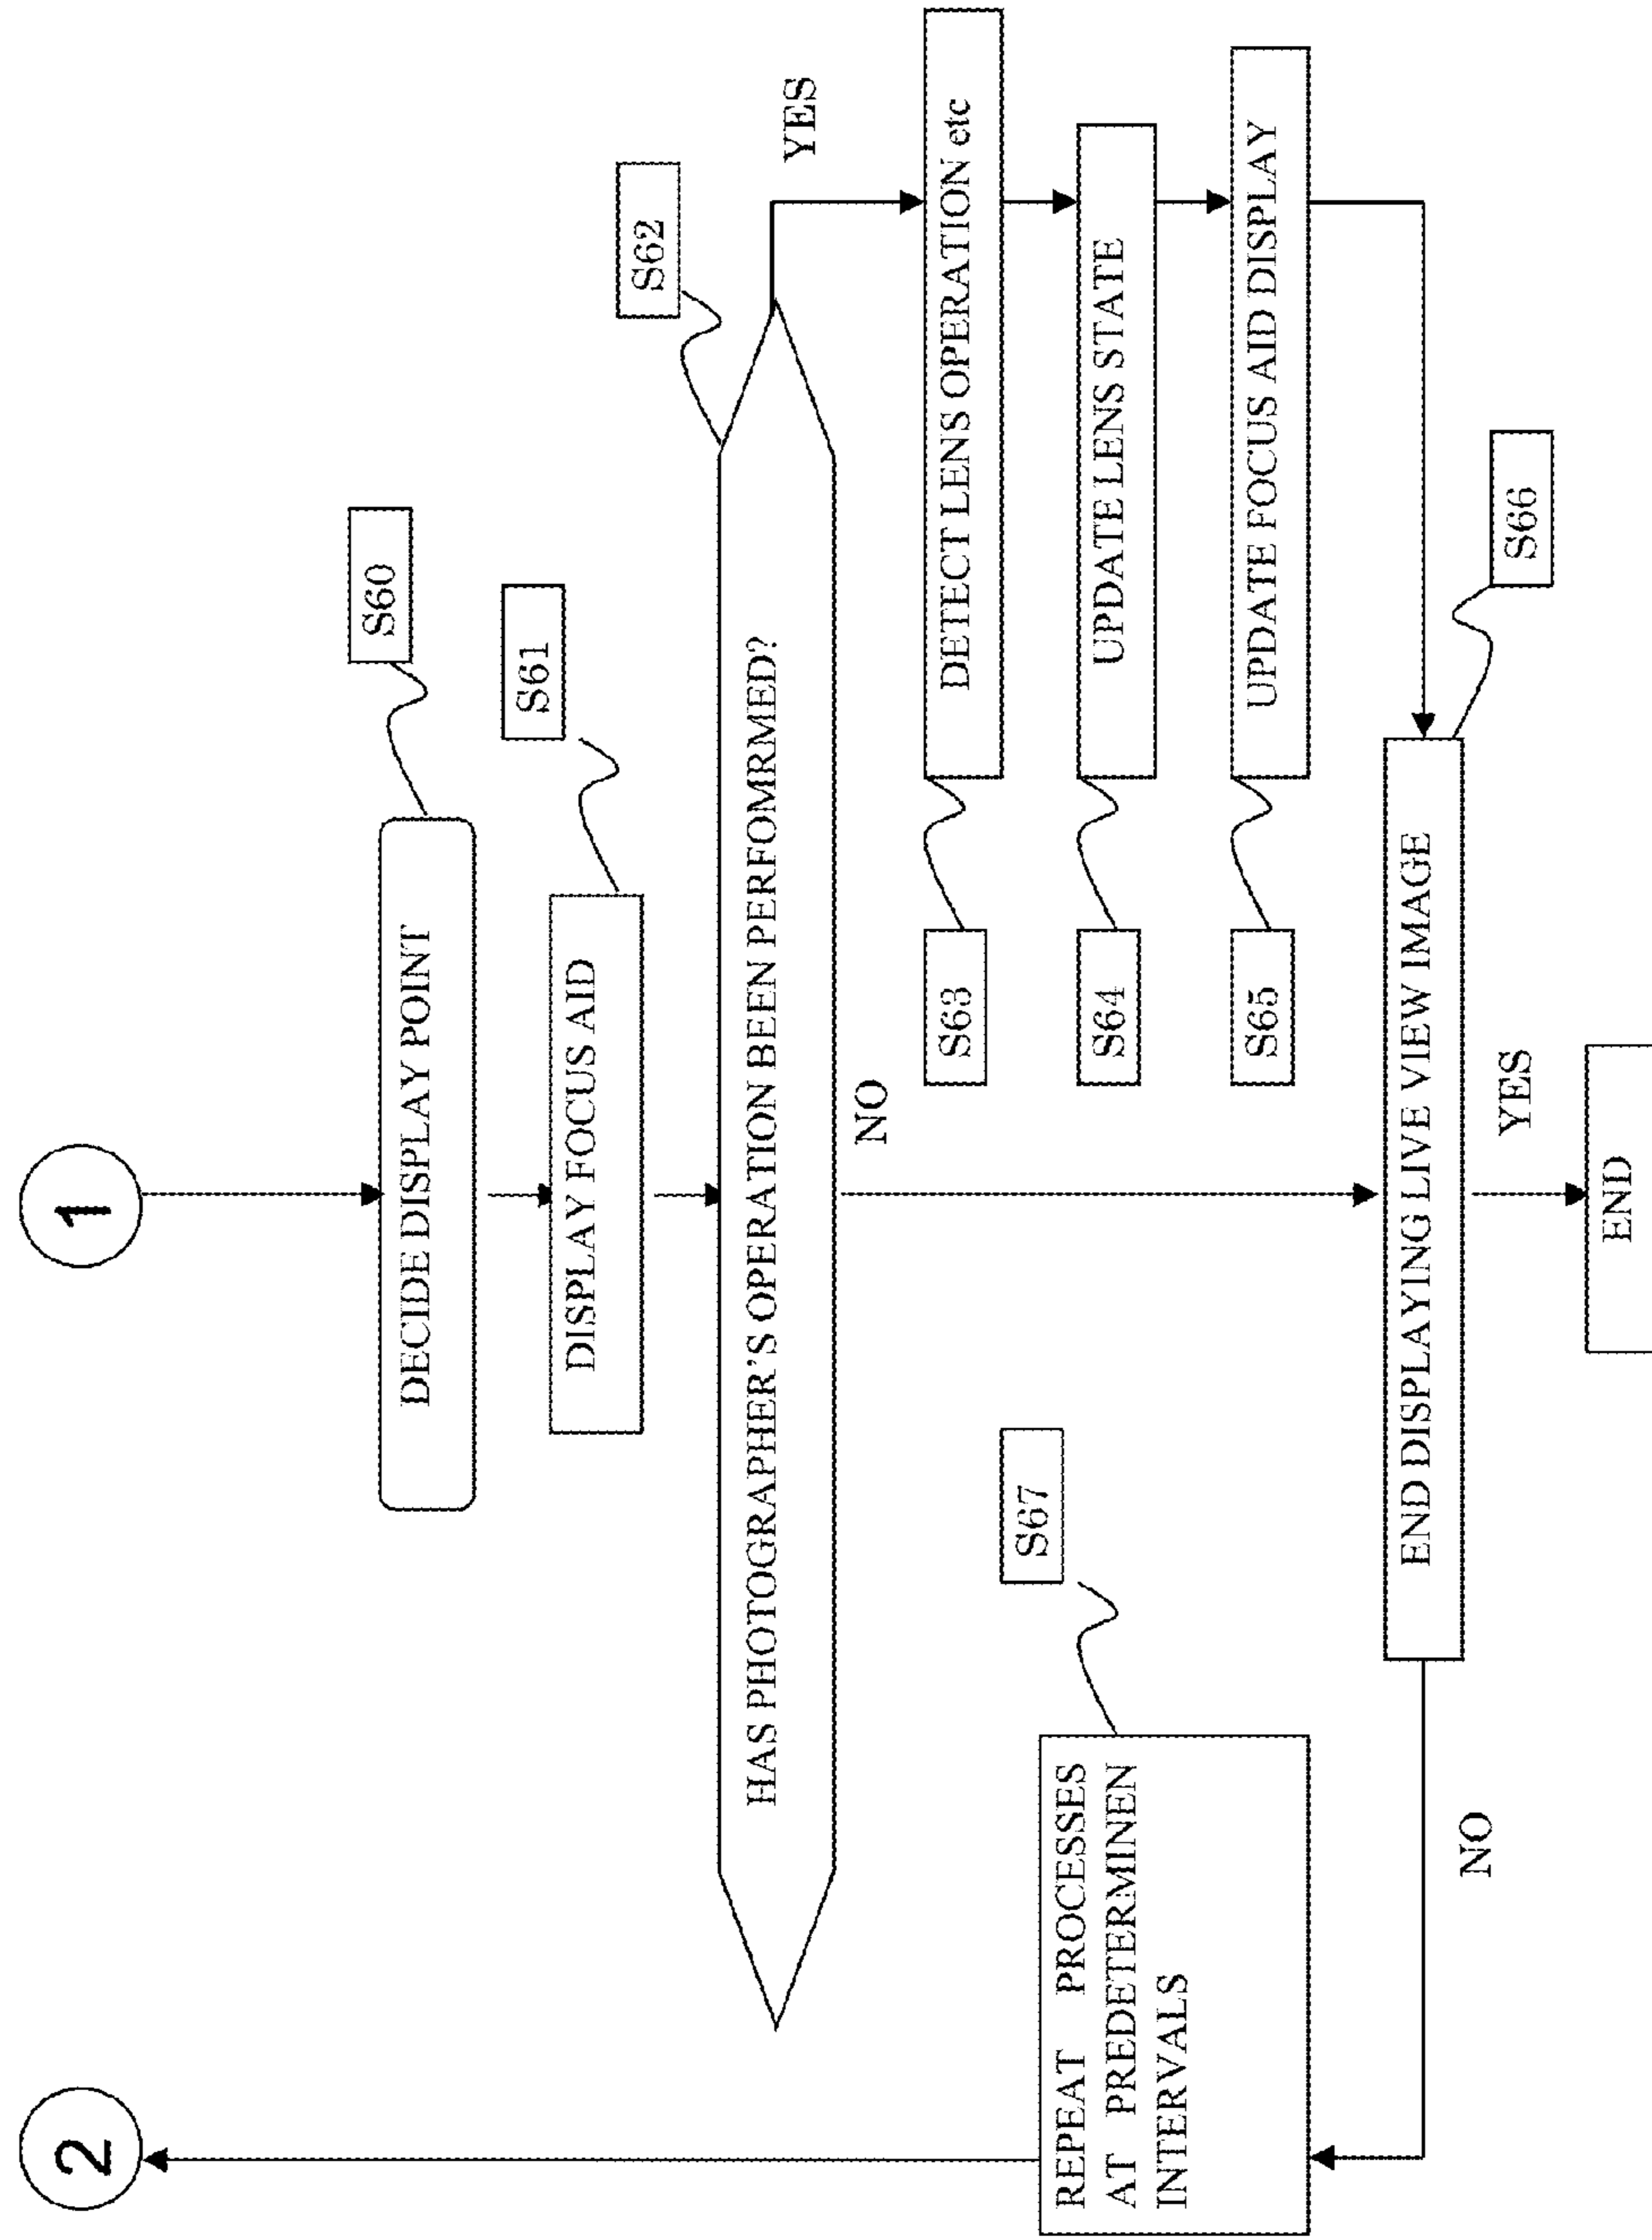 1
2
DECIDE DISPLAY POINT
S60
DISPLAY FOCUS AID
S61
HAS PHOTOGRAPHER'S OPERATION BEEN PERFOMRMED?
S62
YES
NO
S63
DETECT LENS OPERATION etc
S64
UPDATE LENS STATE
S65
UPDATE FOCUS AID DISPLAY
S67
REPEAT PROCESSES
AT PREDETERMINEN
INTERVALS
END DISPLAYING LIVE VIEW IMAGE
S66
NO
YES
END